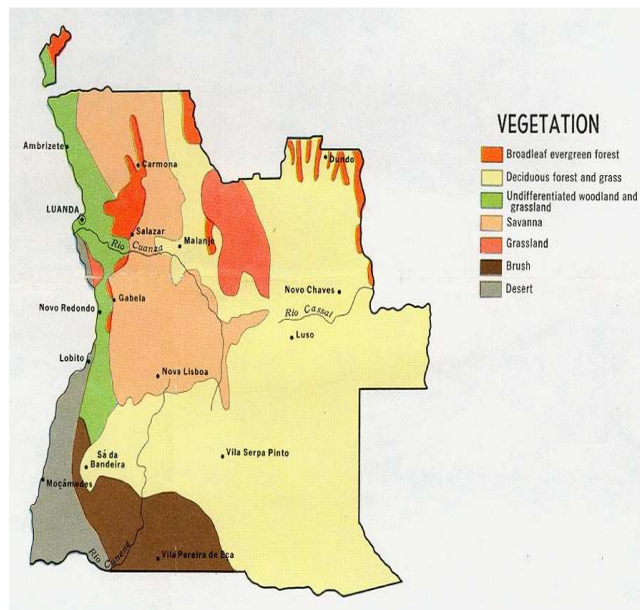 VEGETATION
Broadleaf evergreen forest
Deciduous forest and grass
Undifferentiated woodland and
grassland
Savanna
Grassland
Brush
Desert
Ambrizete
Carmona
Dundo
LUANDA
Salazar
Rio Cuanza
Malanje
Novo Redondo
Gabela
Novo Chaves
Rio Cassai
Luso
Lobito
Nova Lisboa
Sá da
Bandeira
Vila Serpa Pinto
Moçâmedes
Rio Cunene
Vila Pereira de Eca